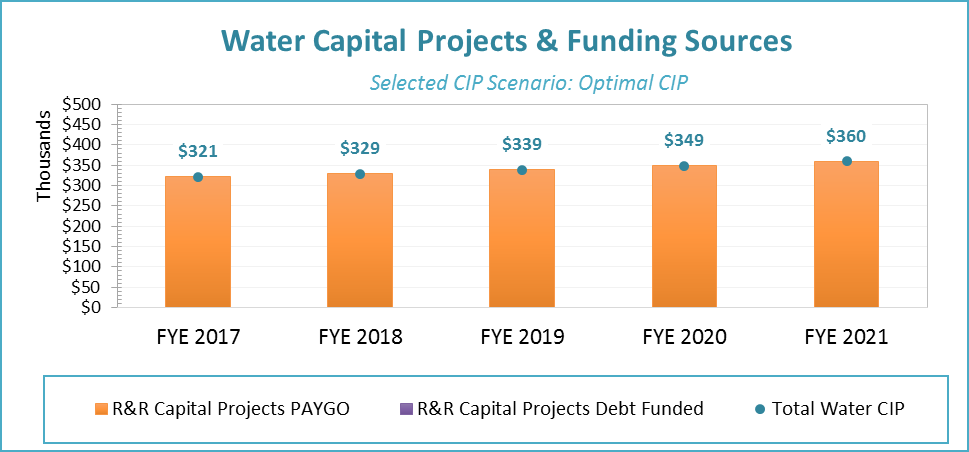 Water Capital Projects & Funding Sources
Selected CIP Scenario: Optimal CIP
Thousands
$500
$450
$400
$350
$300
$250
$200
$150
$100
$50
$0
$321
$329
$339
$349
$360
FYE 2017
FYE 2018
FYE 2019
FYE 2020
FYE 2021
R&R Capital Projects PAYGO
R&R Capital Projects Debt Funded
Total Water CIP